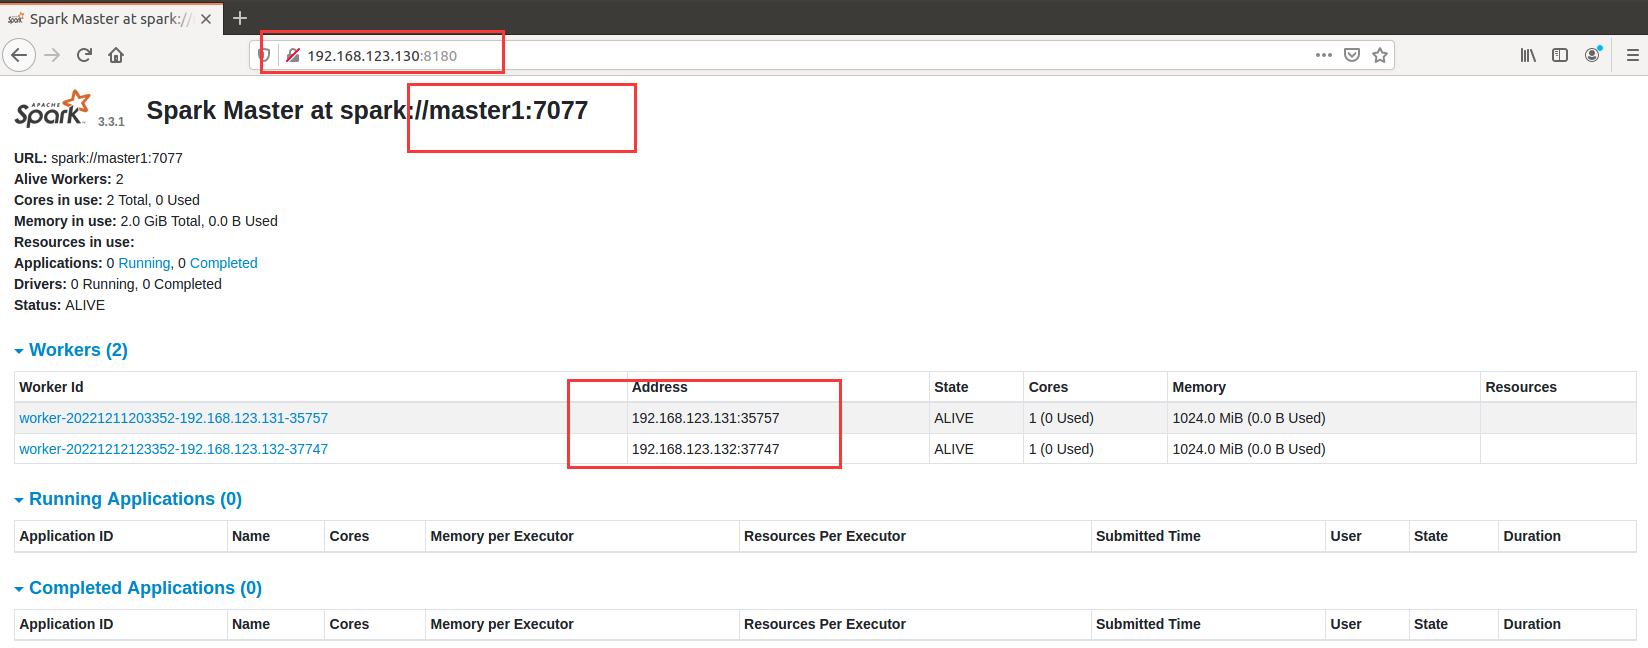 Spark Master at spark://
192.168.123.130:8180
APACHE Spark 3.3.1 Spark Master at spark://master1:7077
URL: spark://master1:7077
Alive Workers: 2
Cores in use: 2 Total, 0 Used
Memory in use: 2.0 GiB Total, 0.0 B Used
Resources in use:
Applications: 0 Running, 0 Completed
Drivers: 0 Running, 0 Completed
Status: ALIVE
Workers (2)
Worker Id Address State Cores Memory Resources
worker-20221211203352-192.168.123.131-35757 192.168.123.131:35757 ALIVE 1 (0 Used) 1024.0 MiB (0.0 B Used)
worker-20221212123352-192.168.123.132-37747 192.168.123.132:37747 ALIVE 1 (0 Used) 1024.0 MiB (0.0 B Used)
Running Applications (0)
Application ID Name Cores Memory per Executor Resources Per Executor Submitted Time User State Duration
Completed Applications (0)
Application ID Name Cores Memory per Executor Resources Per Executor Submitted Time User State Duration